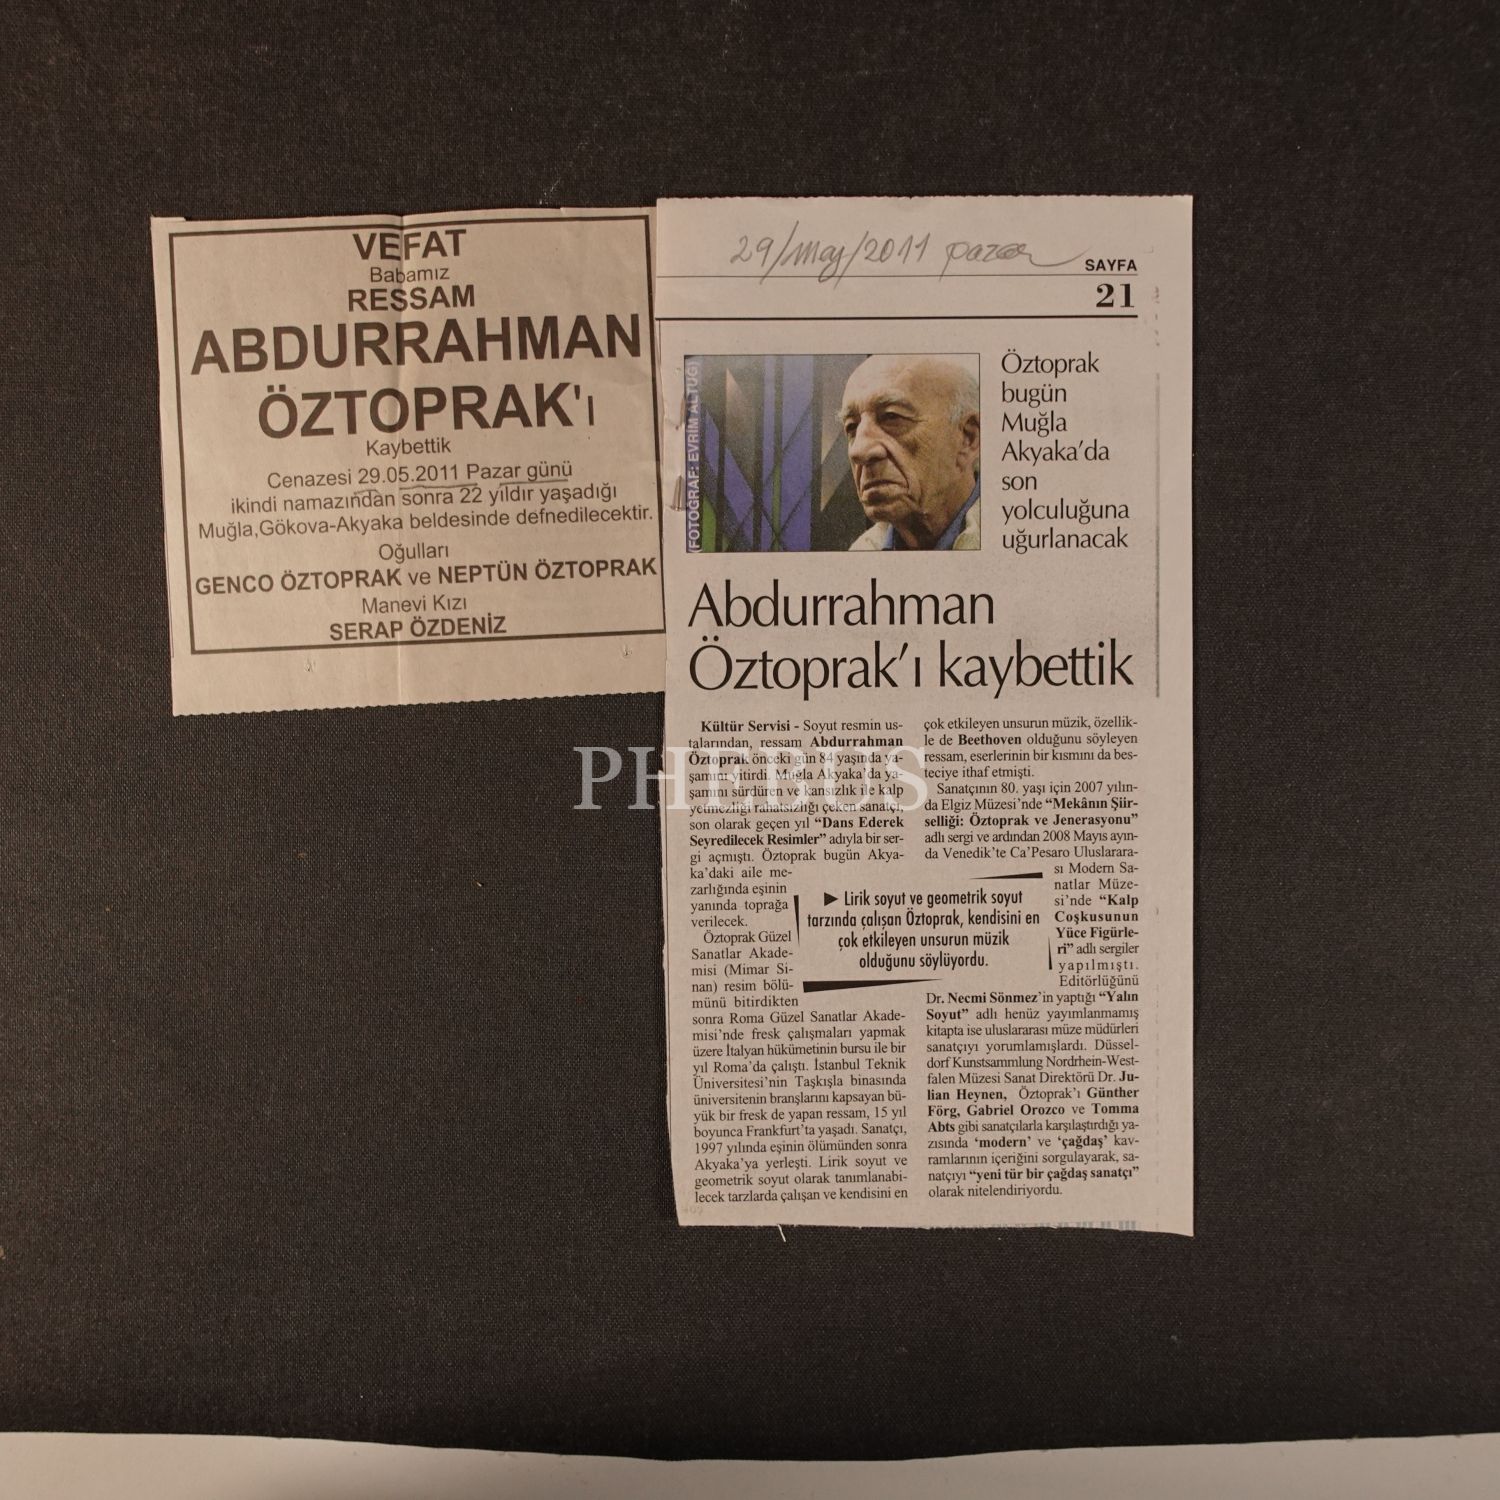 VEFAT
Babamız
RESSAM
ABDURRAHMAN
ÖZTOPRAK'ı
Kaybettik
Cenazesi 29.05.2011 Pazar günü
ikindi namazından sonra 22 yıldır yaşadığı
Muğla,Gökova-Akyaka beldesinde defnedilecektir.
Oğulları
GENCO ÖZTOPRAK ve NEPTÜN ÖZTOPRAK
Manevi Kızı
SERAP ÖZDENİZ
29/may/2011 pazar
SAYFA
21
(FOTOĞRAF: EVRİM ALTUĞ)
Öztoprak
bugün
Muğla
Akyaka'da
son
yolculuğuna
uğurlanacak
Abdurrahman
Öztoprak'ı kaybettik
Kültür Servisi - Soyut resmin us-
talarından, ressam Abdurrahman
Öztoprak önceki gün 84 yaşında ya-
şamını yitirdi. Muğla Akyaka'da ya-
şamını sürdüren ve kansızlık ile kalp
yetmezliği rahatsızlığı çeken sanatçı,
son olarak geçen yıl “Dans Ederek
Seyredilecek Resimler” adıyla bir ser-
gi açmıştı. Öztoprak bugün Akya-
ka'daki aile me-
zarlığında eşinin
yanında toprağa
verilecek.
Öztoprak Güzel
Sanatlar Akade-
misi (Mimar Si-
nan) resim bölü-
münü bitirdikten
sonra Roma Güzel Sanatlar Akade-
misi'nde fresk çalışmaları yapmak
üzere İtalyan hükümetinin bursu ile bir
yıl Roma'da çalıştı. İstanbul Teknik
Üniversitesi'nin Taşkışla binasında
üniversitenin branşlarını kapsayan bü-
yük bir fresk de yapan ressam, 15 yıl
boyunca Frankfurt'ta yaşadı. Sanatçı,
1997 yılında eşinin ölümünden sonra
Akyaka'ya yerleşti. Lirik soyut ve
geometrik soyut olarak tanımlanabi-
lecek tarzlarda çalışan ve kendisini en
► Lirik soyut ve geometrik soyut
tarzında çalışan Öztoprak, kendisini en
çok etkileyen unsurun müzik
olduğunu söylüyordu.
çok etkileyen unsurun müzik, özellik-
le de Beethoven olduğunu söyleyen
ressam, eserlerinin bir kısmını da bes-
teciye ithaf etmişti.
Sanatçının 80. yaşı için 2007 yılın-
da Elgiz Müzesi'nde “Mekânın Şiir-
selliği: Öztoprak ve Jenerasyonu”
adlı sergi ve ardından 2008 Mayıs ayın-
da Venedik'te Ca'Pesaro Uluslarara-
sı Modern Sa-
natlar Müze-
si'nde “Kalp
Coşkusunun
Yüce Figürle-
ri” adlı sergiler
yapılmıştı.
Editörlüğünü
Dr. Necmi Sönmez'in yaptığı “Yalın
Soyut” adlı henüz yayımlanmamış
kitapta ise uluslararası müze müdürleri
sanatçıyı yorumlamışlardı. Düssel-
dorf Kunstsammlung Nordrhein-West-
falen Müzesi Sanat Direktörü Dr. Ju-
lian Heynen, Öztoprak'ı Günther
Förg, Gabriel Orozco ve Tomma
Abts gibi sanatçılarla karşılaştırdığı ya-
zısında ‘modern’ ve ‘çağdaş’ kav-
ramlarının içeriğini sorgulayarak, sa-
natçıyı “yeni tür bir çağdaş sanatçı”
olarak nitelendiriyordu.
PHEBUS